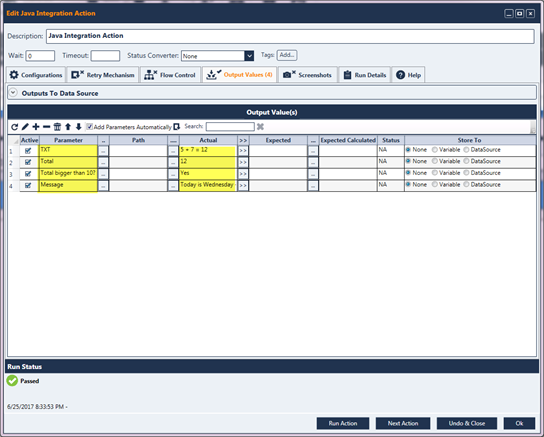 Edit Java Integration Action
Description: Java Integration Action
Wait: 0 Timeout: Status Converter: None Tags: Add..
Configurations Retry Mechanism Flow Control Output Values (4) Screenshots Run Details Help
Outputs To Data Source
Output Value(s)
Add Parameters Automatically Search:
Active Parameter ... Path .... Actual >> Expected ... Expected Calculated Status Store To
1 TXT ... ... 5 + 7 = 12 >> ... NA None Variable DataSource
2 Total ... ... 12 >> ... NA None Variable DataSource
3 Total bigger than 10? ... ... Yes >> ... NA None Variable DataSource
4 Message ... ... Today is Wednesday >> ... NA None Variable DataSource
Run Status
Passed
6/25/2017 8:33:53 PM -
Run Action Next Action Undo & Close Ok